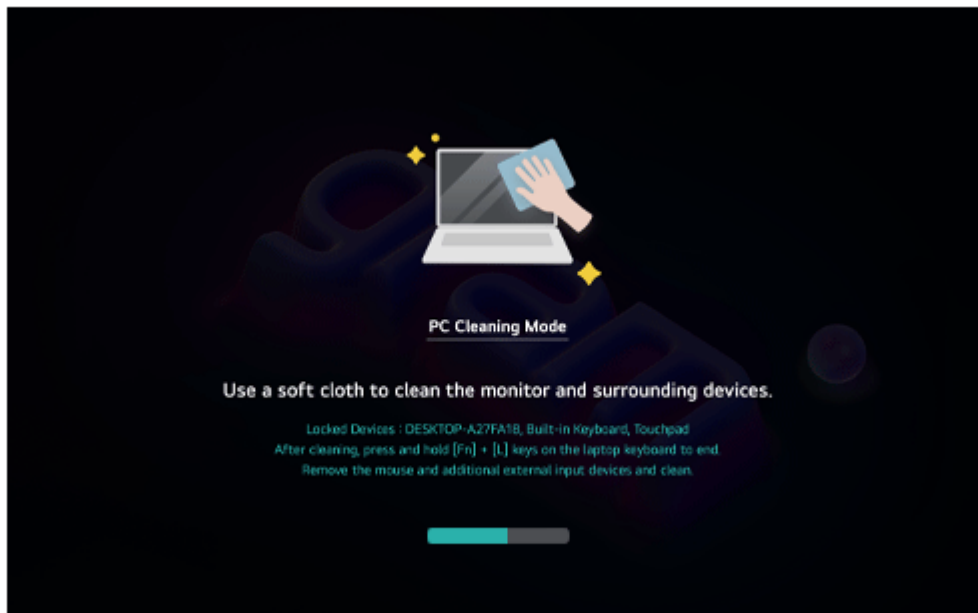 PC Cleaning Mode
Use a soft cloth to clean the monitor and surrounding devices.
Locked Devices : DESKTOP-A27FA1B, Built-in Keyboard, Touchpad
After cleaning, press and hold [Fn] + [L] keys on the laptop keyboard to end.
Remove the mouse and additional external input devices and clean.